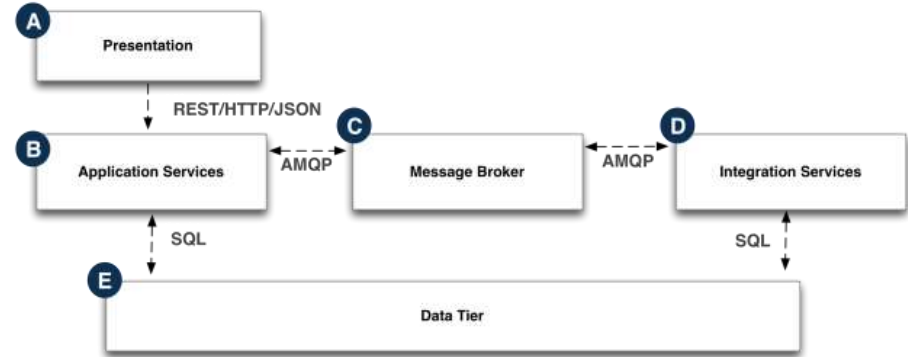 A
Presentation
REST/HTTP/JSON
B
Application Services
AMQP
C
Message Broker
AMQP
D
Integration Services
SQL
SQL
E
Data Tier